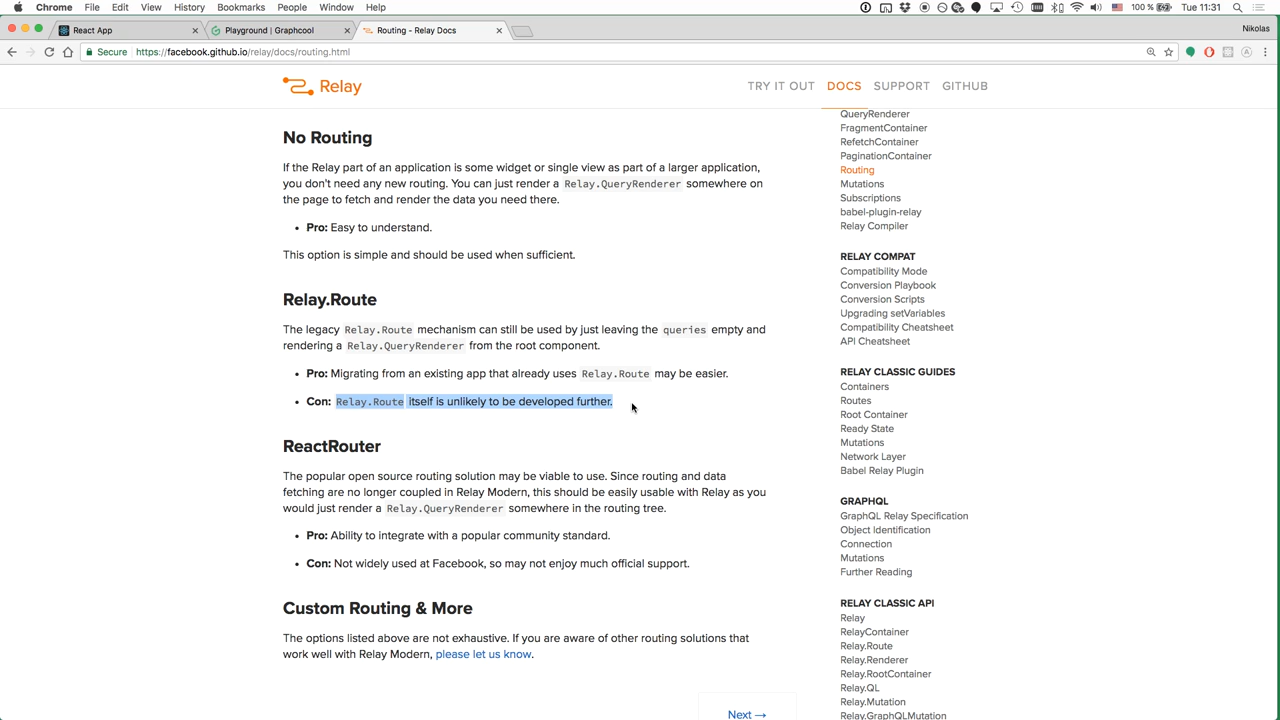 Chrome File Edit View History Bookmarks People Window Help 100 % Tue 11:31
React App Playground | Graphcool Routing - Relay Docs Nikolas
Secure https://facebook.github.io/relay/docs/routing.html
Relay TRY IT OUT DOCS SUPPORT GITHUB
No Routing
If the Relay part of an application is some widget or single view as part of a larger application,
you don't need any new routing. You can just render a Relay.QueryRenderer somewhere on
the page to fetch and render the data you need there.
• Pro: Easy to understand.
This option is simple and should be used when sufficient.
Relay.Route
The legacy Relay.Route mechanism can still be used by just leaving the queries empty and
rendering a Relay.QueryRenderer from the root component.
• Pro: Migrating from an existing app that already uses Relay.Route may be easier.
• Con: Relay.Route itself is unlikely to be developed further.
ReactRouter
The popular open source routing solution may be viable to use. Since routing and data
fetching are no longer coupled in Relay Modern, this should be easily usable with Relay as you
would just render a Relay.QueryRenderer somewhere in the routing tree.
• Pro: Ability to integrate with a popular community standard.
• Con: Not widely used at Facebook, so may not enjoy much official support.
Custom Routing & More
The options listed above are not exhaustive. If you are aware of other routing solutions that
work well with Relay Modern, please let us know.
Next →
QueryRenderer
FragmentContainer
RefetchContainer
PaginationContainer
Routing
Mutations
Subscriptions
babel-plugin-relay
Relay Compiler
RELAY COMPAT
Compatibility Mode
Conversion Playbook
Conversion Scripts
Upgrading setVariables
Compatibility Cheatsheet
API Cheatsheet
RELAY CLASSIC GUIDES
Containers
Routes
Root Container
Ready State
Mutations
Network Layer
Babel Relay Plugin
GRAPHQL
GraphQL Relay Specification
Object Identification
Connection
Mutations
Further Reading
RELAY CLASSIC API
Relay
RelayContainer
Relay.Route
Relay.Renderer
Relay.RootContainer
Relay.QL
Relay.Mutation
Relay.GraphQLMutation